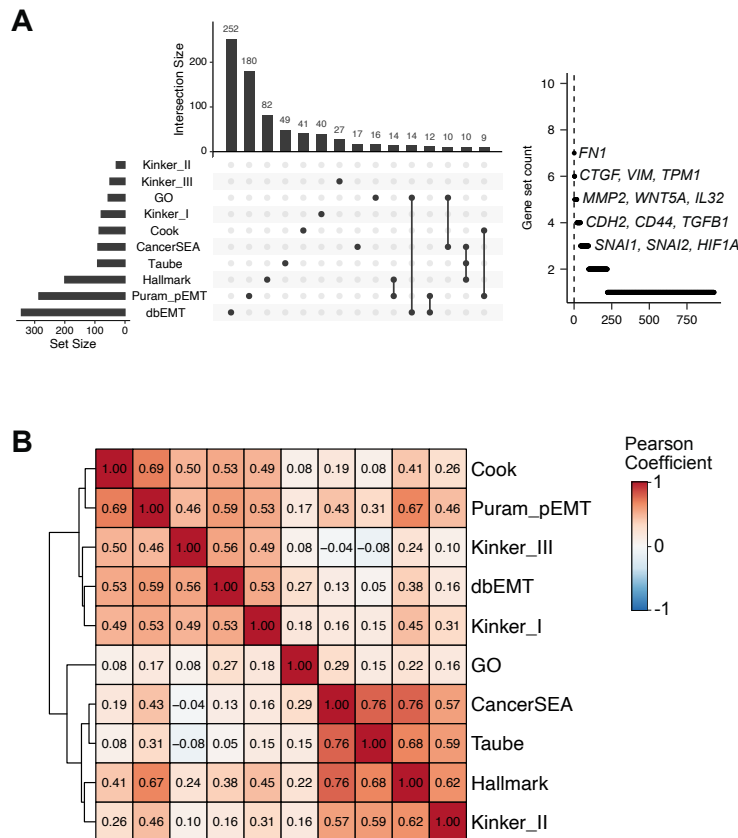 A
252
180
82
49
41
40
27
17
16
14
14
12
10
10
9
Intersection Size
200
100
0
Kinker_II
Kinker_III
GO
Kinker_I
Cook
CancerSEA
Taube
Hallmark
Puram_pEMT
dbEMT
300 200 100 0
Set Size
Gene set count
10
8
6
4
2
FN1
CTGF, VIM, TPM1
MMP2, WNT5A, IL32
CDH2, CD44, TGFB1
SNAI1, SNAI2, HIF1A
0 250 500 750
B
1.00 0.69 0.50 0.53 0.49 0.08 0.19 0.08 0.41 0.26 Cook
0.69 1.00 0.46 0.59 0.53 0.17 0.43 0.31 0.67 0.46 Puram_pEMT
0.50 0.46 1.00 0.56 0.49 0.08 −0.04 −0.08 0.24 0.10 Kinker_III
0.53 0.59 0.56 1.00 0.53 0.27 0.13 0.05 0.38 0.16 dbEMT
0.49 0.53 0.49 0.53 1.00 0.18 0.16 0.15 0.45 0.31 Kinker_I
0.08 0.17 0.08 0.27 0.18 1.00 0.29 0.15 0.22 0.16 GO
0.19 0.43 −0.04 0.13 0.16 0.29 1.00 0.76 0.76 0.57 CancerSEA
0.08 0.31 −0.08 0.05 0.15 0.15 0.76 1.00 0.68 0.59 Taube
0.41 0.67 0.24 0.38 0.45 0.22 0.76 0.68 1.00 0.62 Hallmark
0.26 0.46 0.10 0.16 0.31 0.16 0.57 0.59 0.62 1.00 Kinker_II
Pearson
Coefficient
1
0
-1